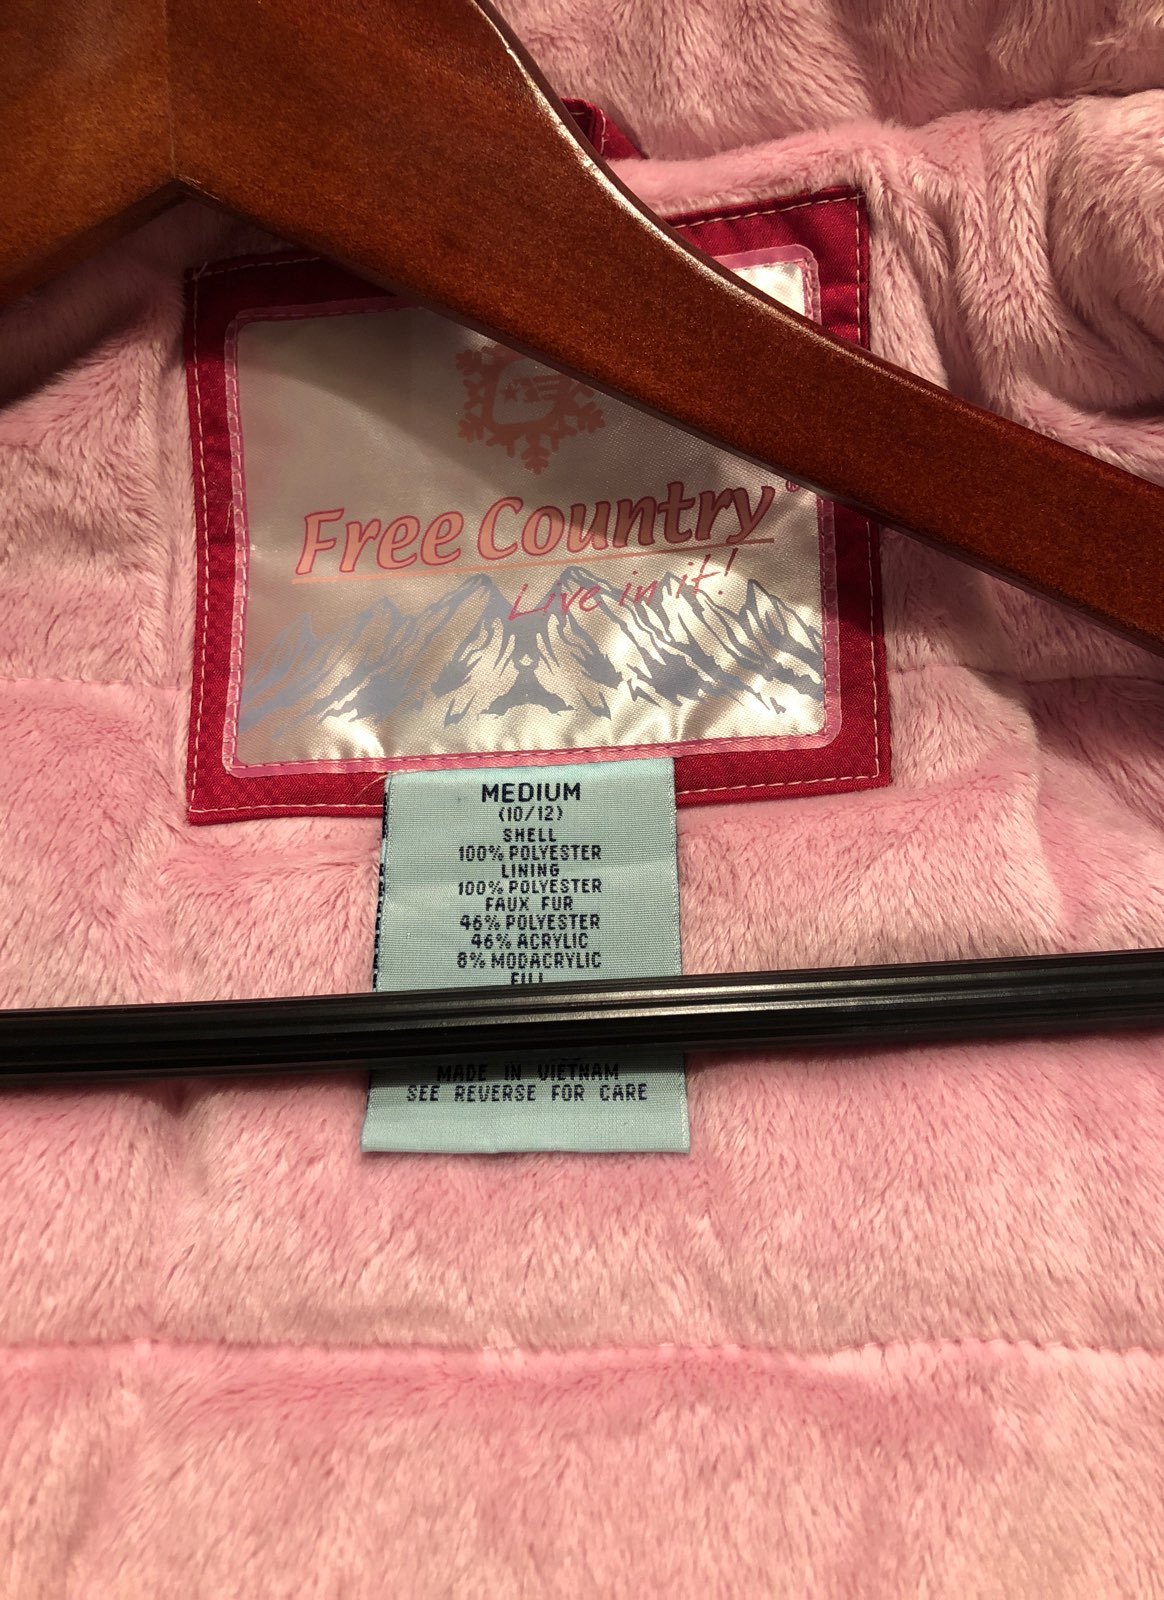 Free Country®
Live in it!
MEDIUM
(10/12)
SHELL
100% POLYESTER
LINING
100% POLYESTER
FAUX FUR
46% POLYESTER
46% ACRYLIC
8% MODACRYLIC
FILL
MADE IN VIETNAM
SEE REVERSE FOR CARE